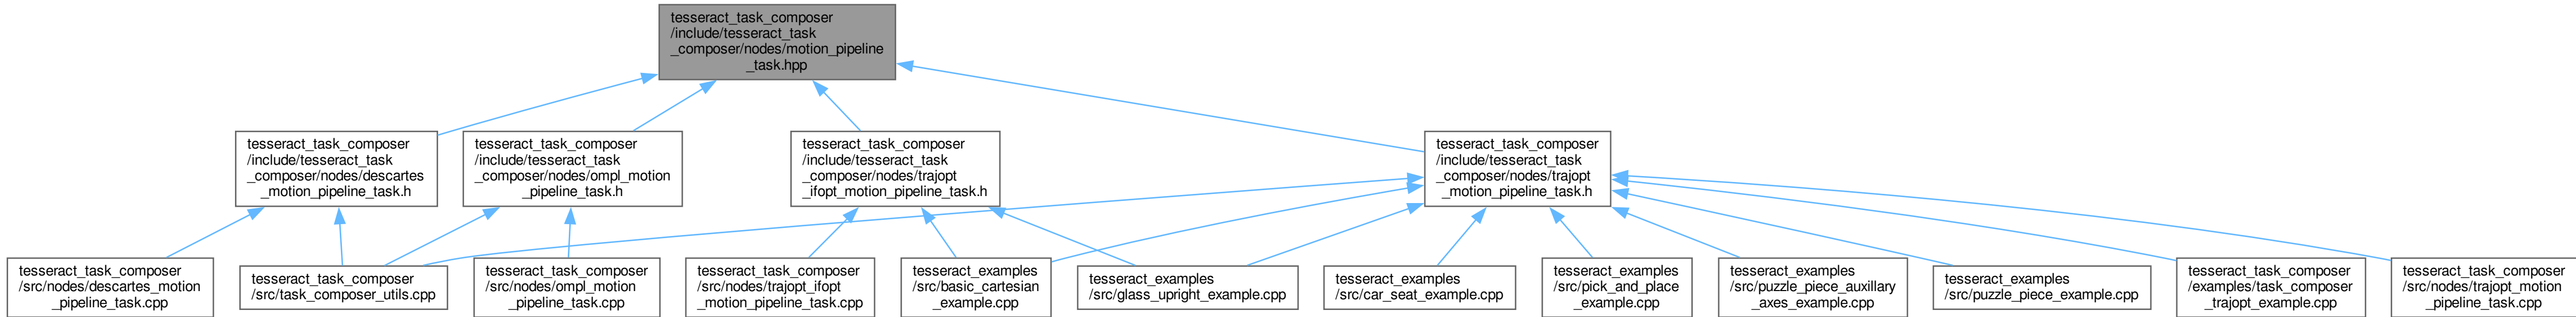 tesseract_task_composer
/include/tesseract_task
_composer/nodes/motion_pipeline
_task.hpp
tesseract_task_composer
/include/tesseract_task
_composer/nodes/descartes
_motion_pipeline_task.h
tesseract_task_composer
/include/tesseract_task
_composer/nodes/ompl_motion
_pipeline_task.h
tesseract_task_composer
/include/tesseract_task
_composer/nodes/trajopt
_ifopt_motion_pipeline_task.h
tesseract_task_composer
/include/tesseract_task
_composer/nodes/trajopt
_motion_pipeline_task.h
tesseract_task_composer
/src/nodes/descartes_motion
_pipeline_task.cpp
tesseract_task_composer
/src/task_composer_utils.cpp
tesseract_task_composer
/src/nodes/ompl_motion
_pipeline_task.cpp
tesseract_task_composer
/src/nodes/trajopt_ifopt
_motion_pipeline_task.cpp
tesseract_examples
/src/basic_cartesian
_example.cpp
tesseract_examples
/src/glass_upright_example.cpp
tesseract_examples
/src/car_seat_example.cpp
tesseract_examples
/src/pick_and_place
_example.cpp
tesseract_examples
/src/puzzle_piece_auxillary
_axes_example.cpp
tesseract_examples
/src/puzzle_piece_example.cpp
tesseract_task_composer
/examples/task_composer
_trajopt_example.cpp
tesseract_task_composer
/src/nodes/trajopt_motion
_pipeline_task.cpp